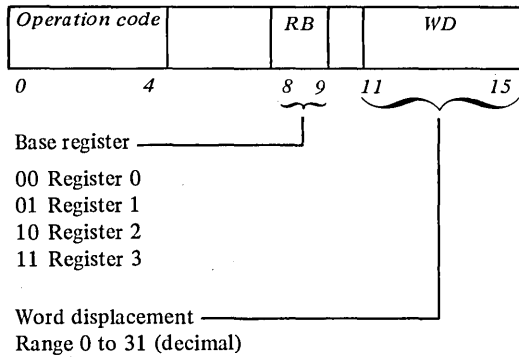 Operation code RB WD
0 4 8 9 11 15
Base register
00 Register 0
01 Register 1
10 Register 2
11 Register 3
Word displacement
Range 0 to 31 (decimal)